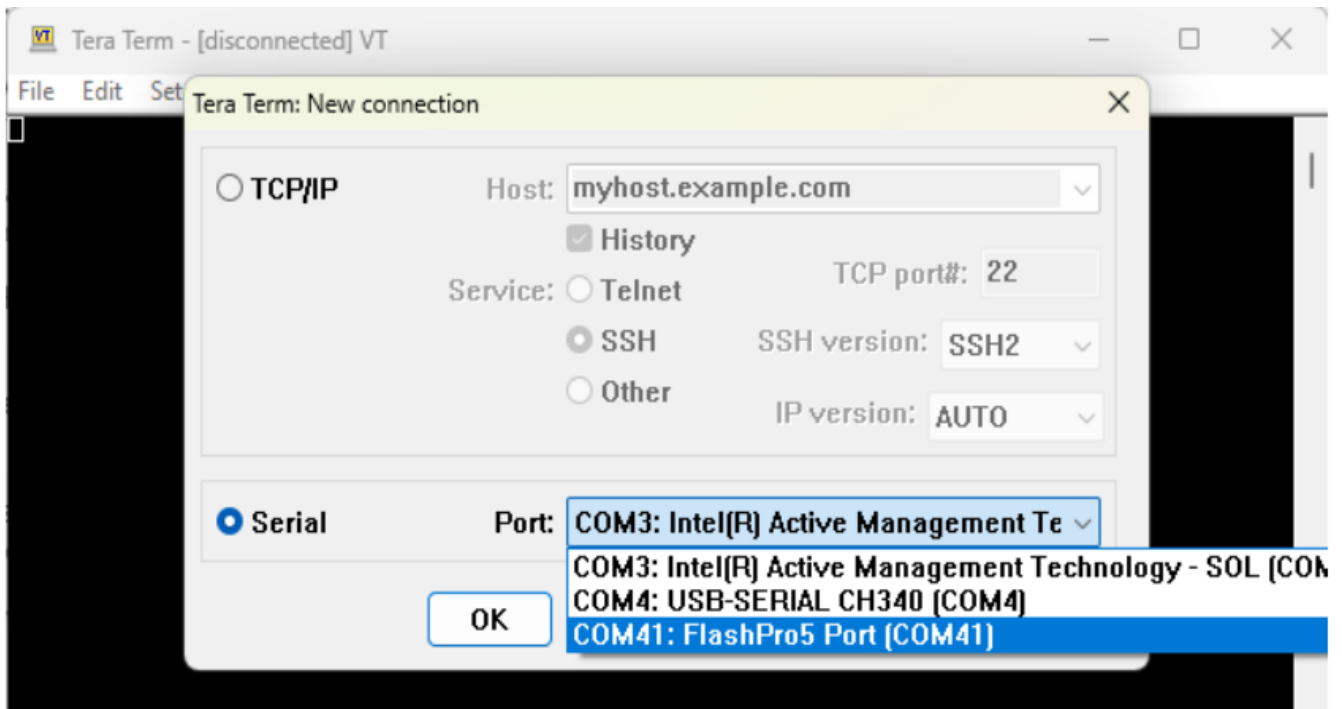 VT Tera Term - [disconnected] VT
File Edit Set
Tera Term: New connection
TCP/IP Host: myhost.example.com
History
Service: Telnet TCP port#: 22
SSH SSH version: SSH2
Other IP version: AUTO
Serial Port: COM3: Intel(R) Active Management Te
COM3: Intel(R) Active Management Technology - SOL (COM
COM4: USB-SERIAL CH340 (COM4)
OK
COM41: FlashPro5 Port (COM41)